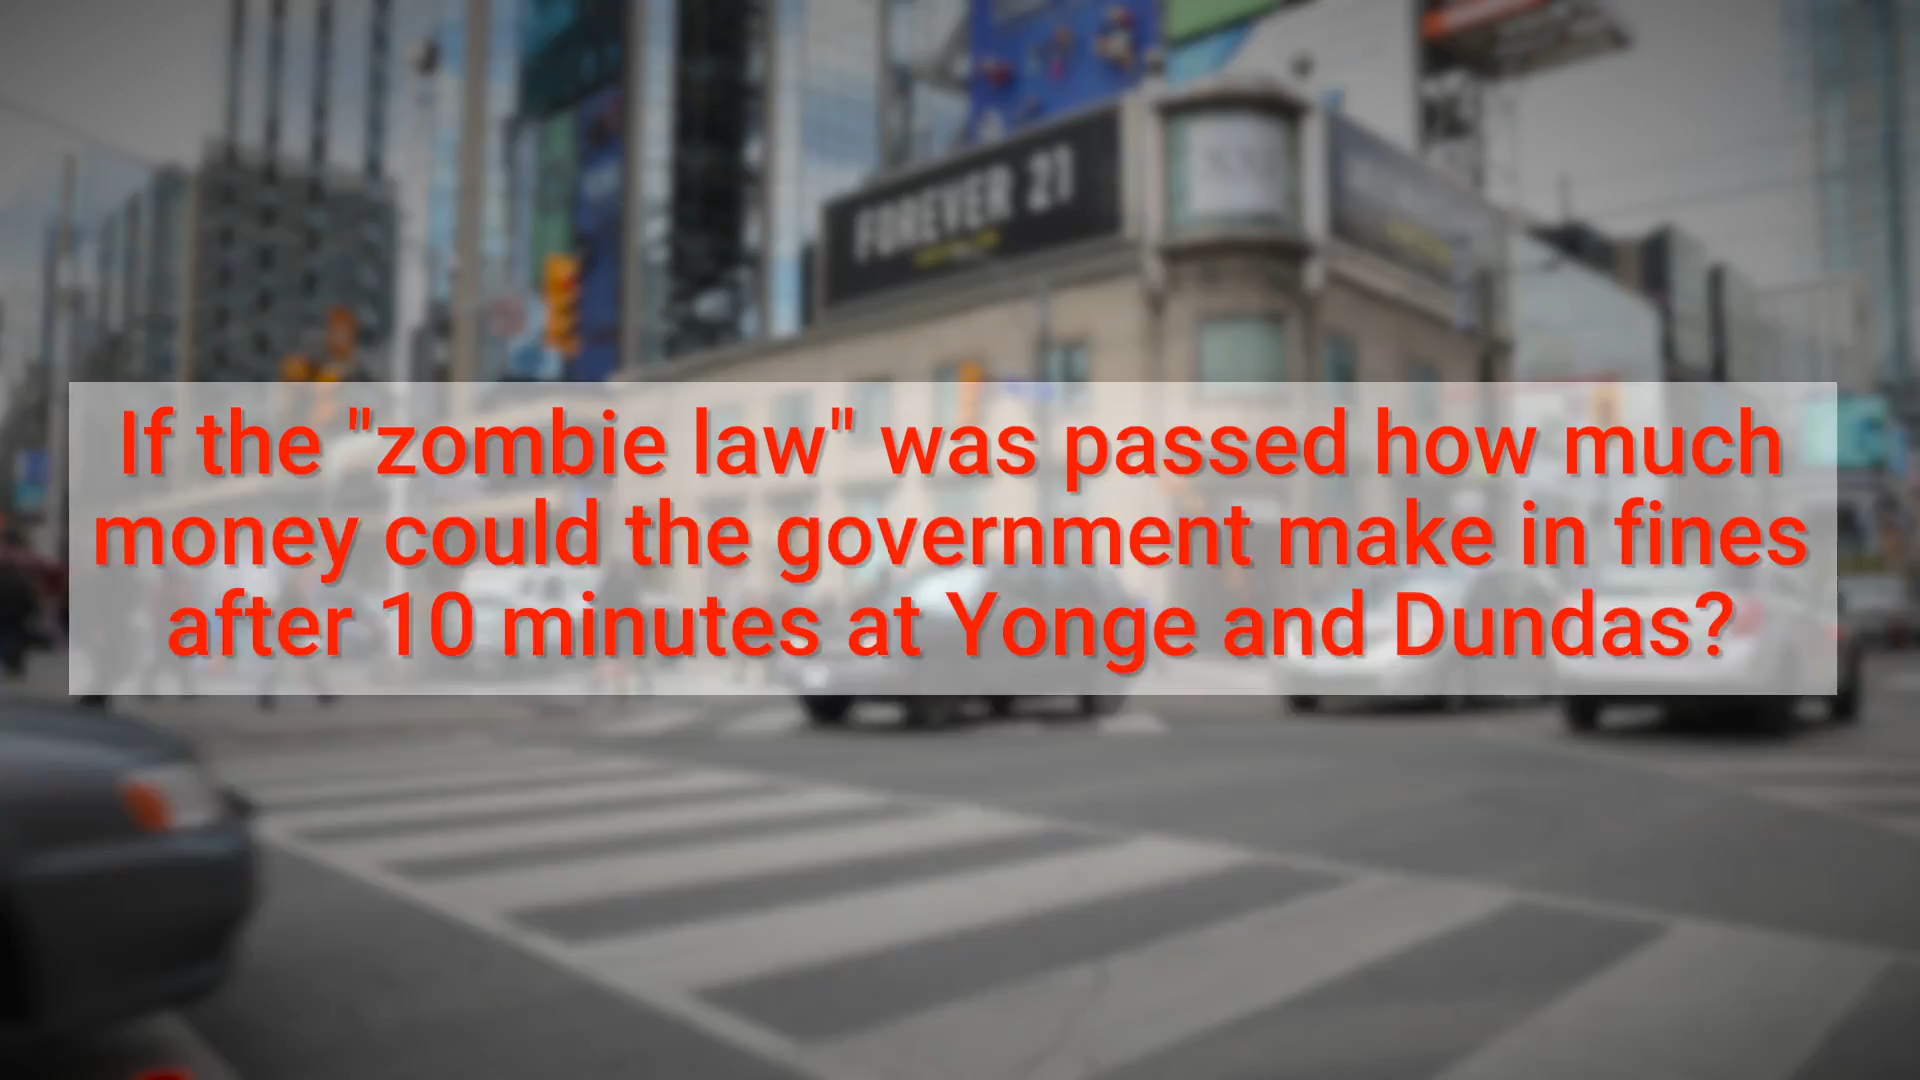 FOREVER 21
If the "zombie law" was passed how much
money could the government make in fines
after 10 minutes at Yonge and Dundas?